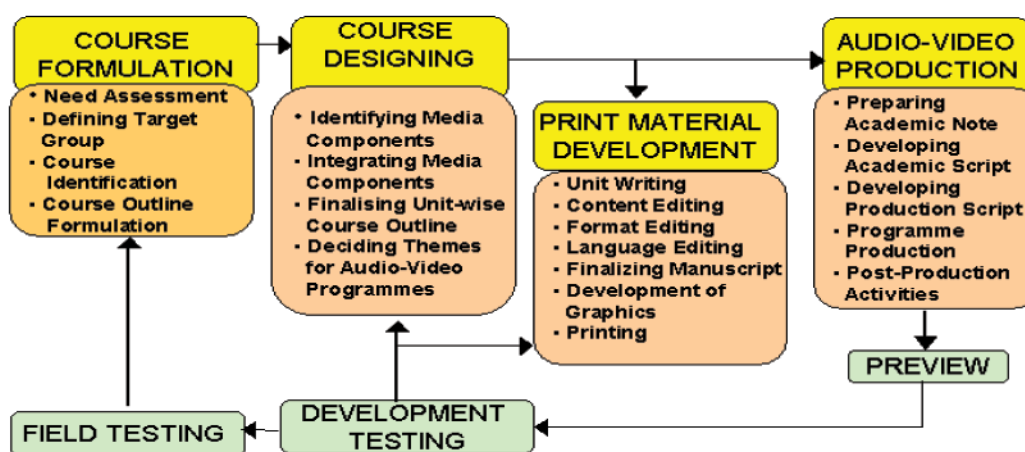 COURSE
FORMULATION
• Need Assessment
- Defining Target
Group
- Course
Identification
- Course Outline
Formulation
COURSE
DESIGNING
• Identifying Media
Components
- Integrating Media
Components
- Finalising Unit-wise
Course Outline
- Deciding Themes
for Audio-Video
Programmes
PRINT MATERIAL
DEVELOPMENT
- Unit Writing
- Content Editing
- Format Editing
- Language Editing
- Finalizing Manuscript
- Development of
Graphics
- Printing
AUDIO-VIDEO
PRODUCTION
- Preparing
Academic Note
- Developing
Academic Script
- Developing
Production Script
- Programme
Production
- Post-Production
Activities
PREVIEW
DEVELOPMENT
TESTING
FIELD TESTING